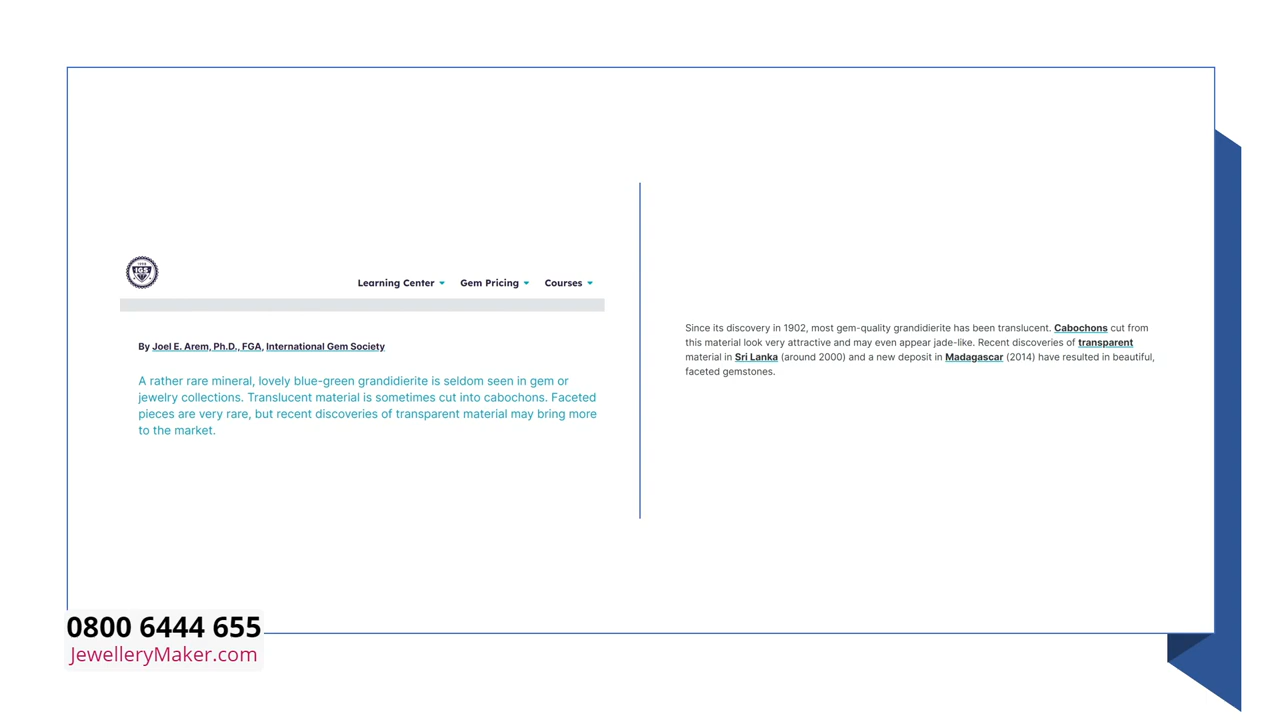 IGS
Learning Center
Gem Pricing
Courses
By Joel E. Arem, Ph.D., FGA, International Gem Society
A rather rare mineral, lovely blue-green grandidierite is seldom seen in gem or
jewelry collections. Translucent material is sometimes cut into cabochons. Faceted
pieces are very rare, but recent discoveries of transparent material may bring more
to the market.
Since its discovery in 1902, most gem-quality grandidierite has been translucent. Cabochons cut from
this material look very attractive and may even appear jade-like. Recent discoveries of transparent
material in Sri Lanka (around 2000) and a new deposit in Madagascar (2014) have resulted in beautiful,
faceted gemstones.
0800 6444 655
JewelleryMaker.com